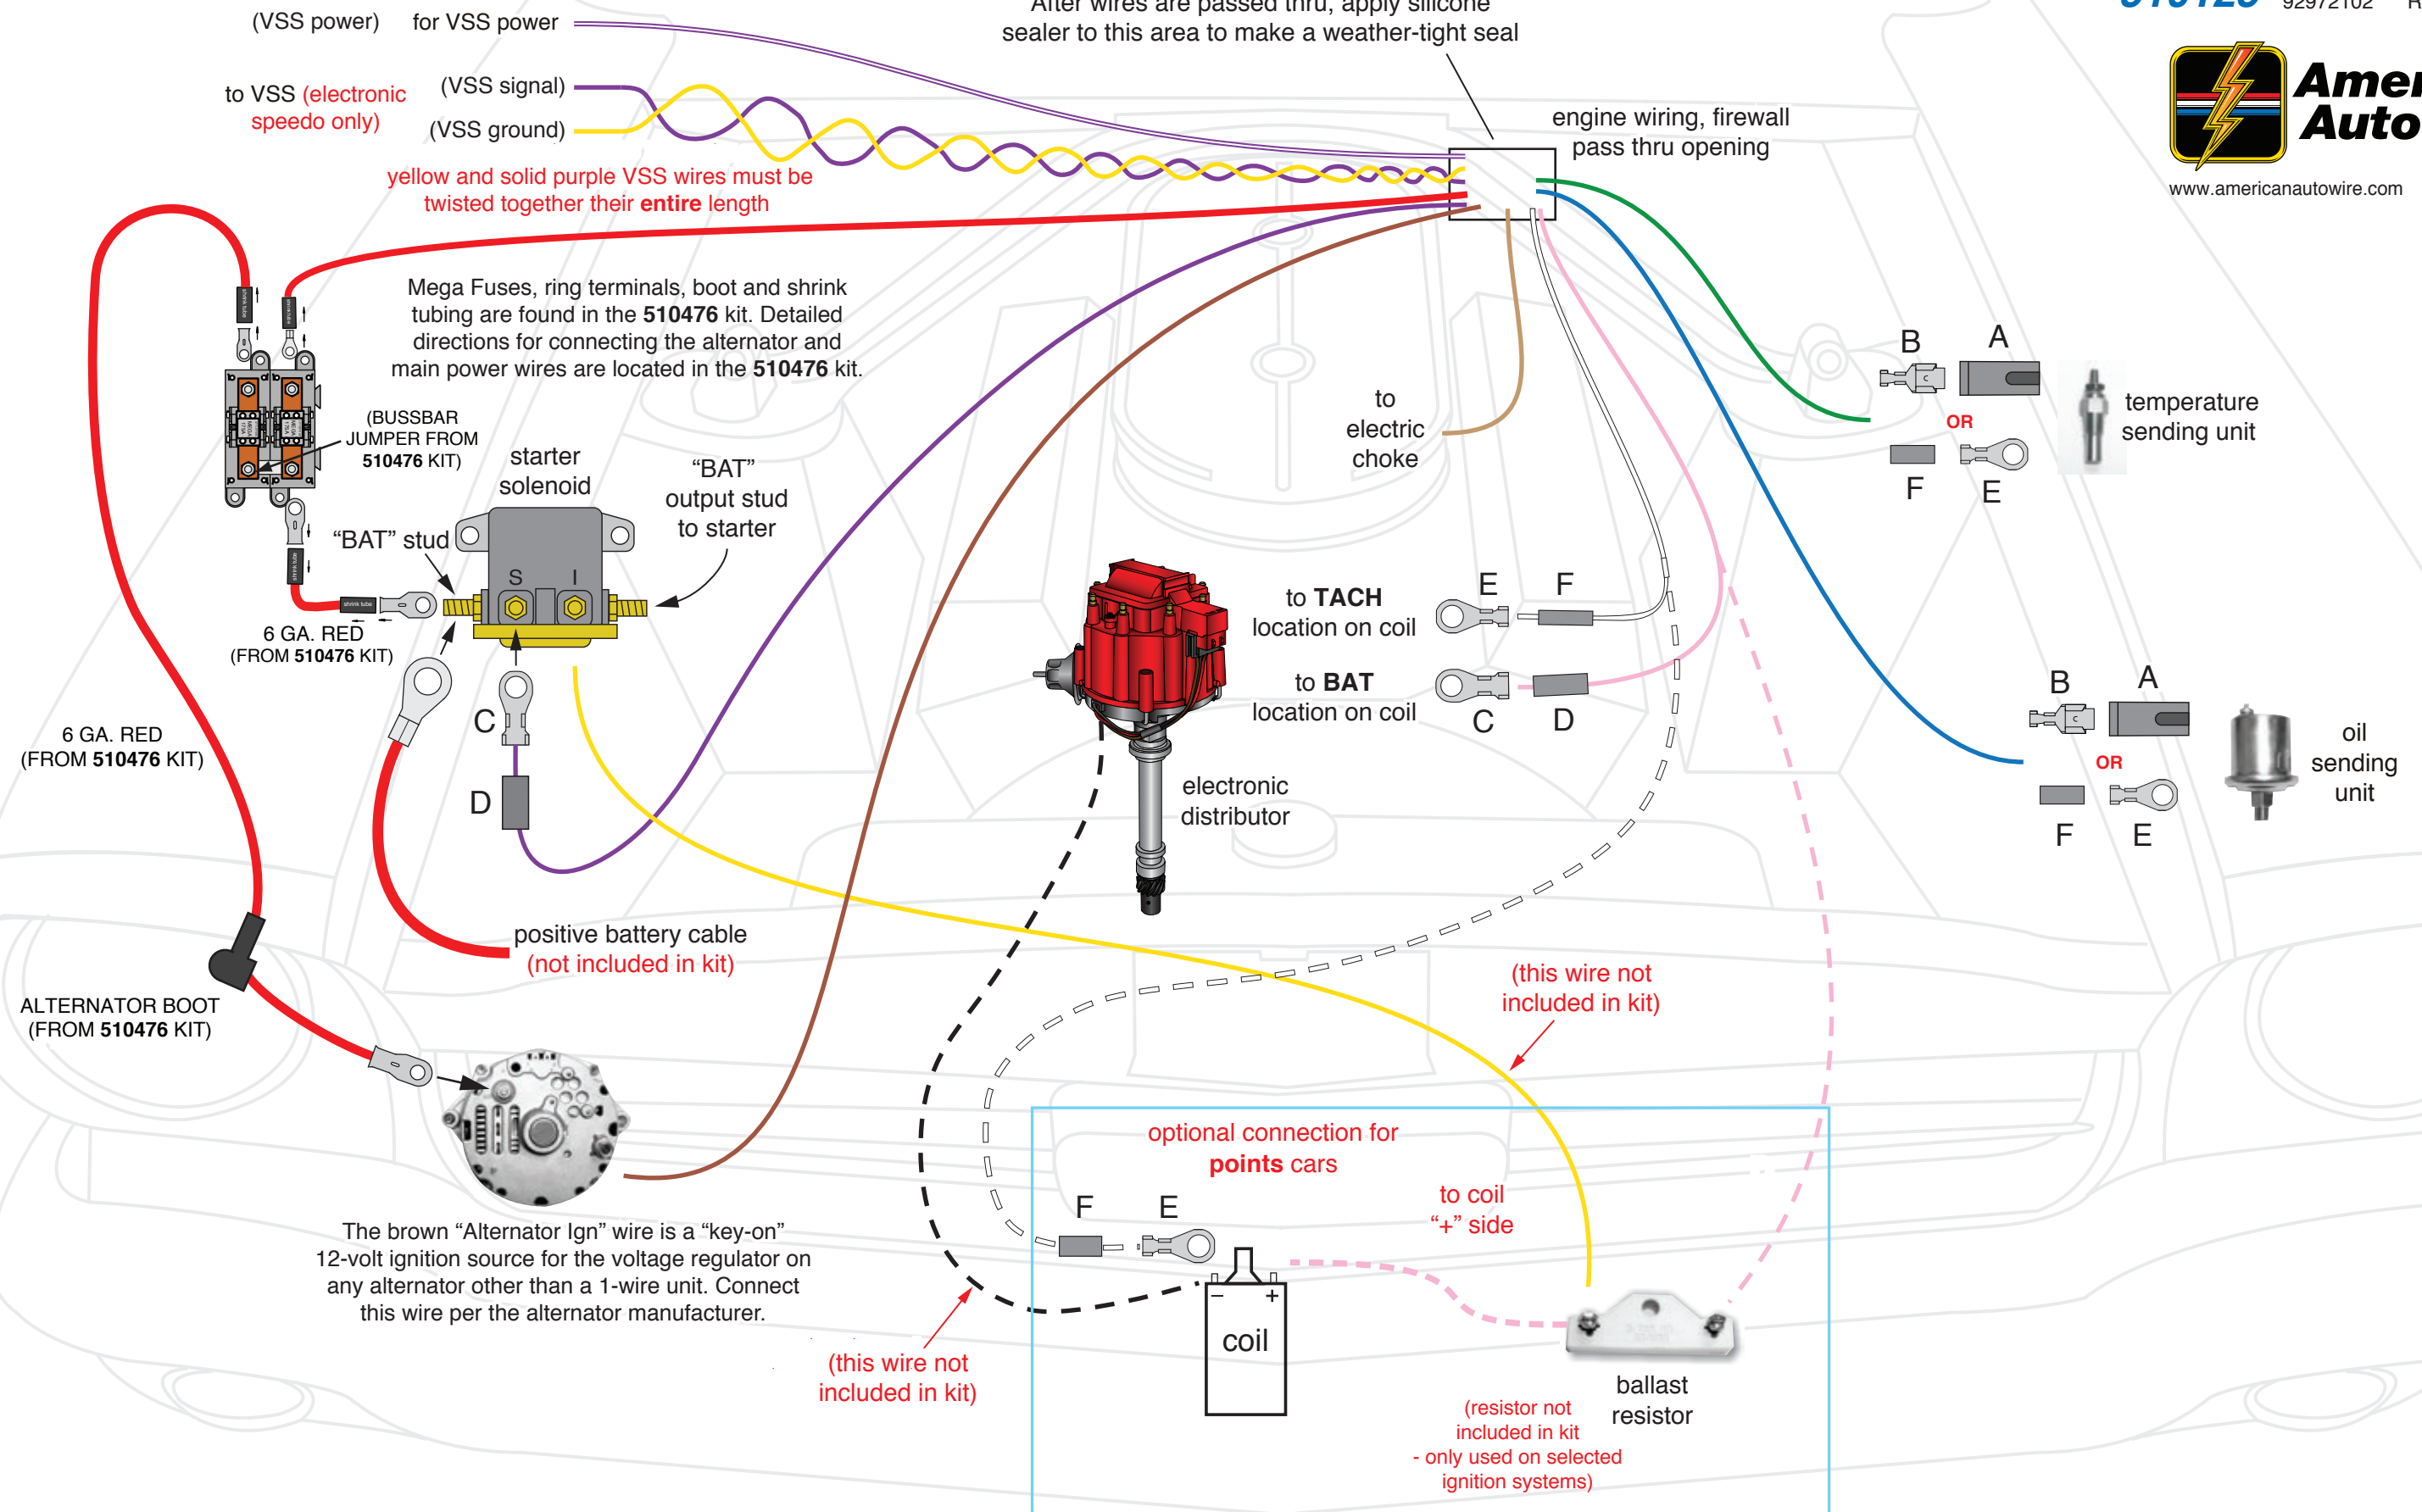 (VSS power)
for VSS power
After wires are passed thru, apply silicone
sealer to this area to make a weather-tight seal
92972102
www.americanautowire.com
to VSS (electronic
speedo only)
(VSS signal)
(VSS ground)
yellow and solid purple VSS wires must be
twisted together their entire length
engine wiring, firewall
pass thru opening
Mega Fuses, ring terminals, boot and shrink
tubing are found in the 510476 kit. Detailed
directions for connecting the alternator and
main power wires are located in the 510476 kit.
shrink tube
(BUSSBAR
JUMPER FROM
510476 KIT)
starter
solenoid
"BAT"
output stud
to starter
"BAT" stud
S
I
shrink tube
6 GA. RED
(FROM 510476 KIT)
C
D
6 GA. RED
(FROM 510476 KIT)
to
electric
choke
B
A
C
OR
F
E
temperature
sending unit
to TACH
location on coil
E
F
to BAT
location on coil
C
D
electronic
distributor
B
A
C
OR
F
E
oil
sending
unit
positive battery cable
(not included in kit)
ALTERNATOR BOOT
(FROM 510476 KIT)
(this wire not
included in kit)
The brown "Alternator Ign" wire is a "key-on"
12-volt ignition source for the voltage regulator on
any alternator other than a 1-wire unit. Connect
this wire per the alternator manufacturer.
(this wire not
included in kit)
optional connection for
points cars
F
E
to coil
"+" side
−
+
coil
ballast
resistor
(resistor not
included in kit
- only used on selected
ignition systems)